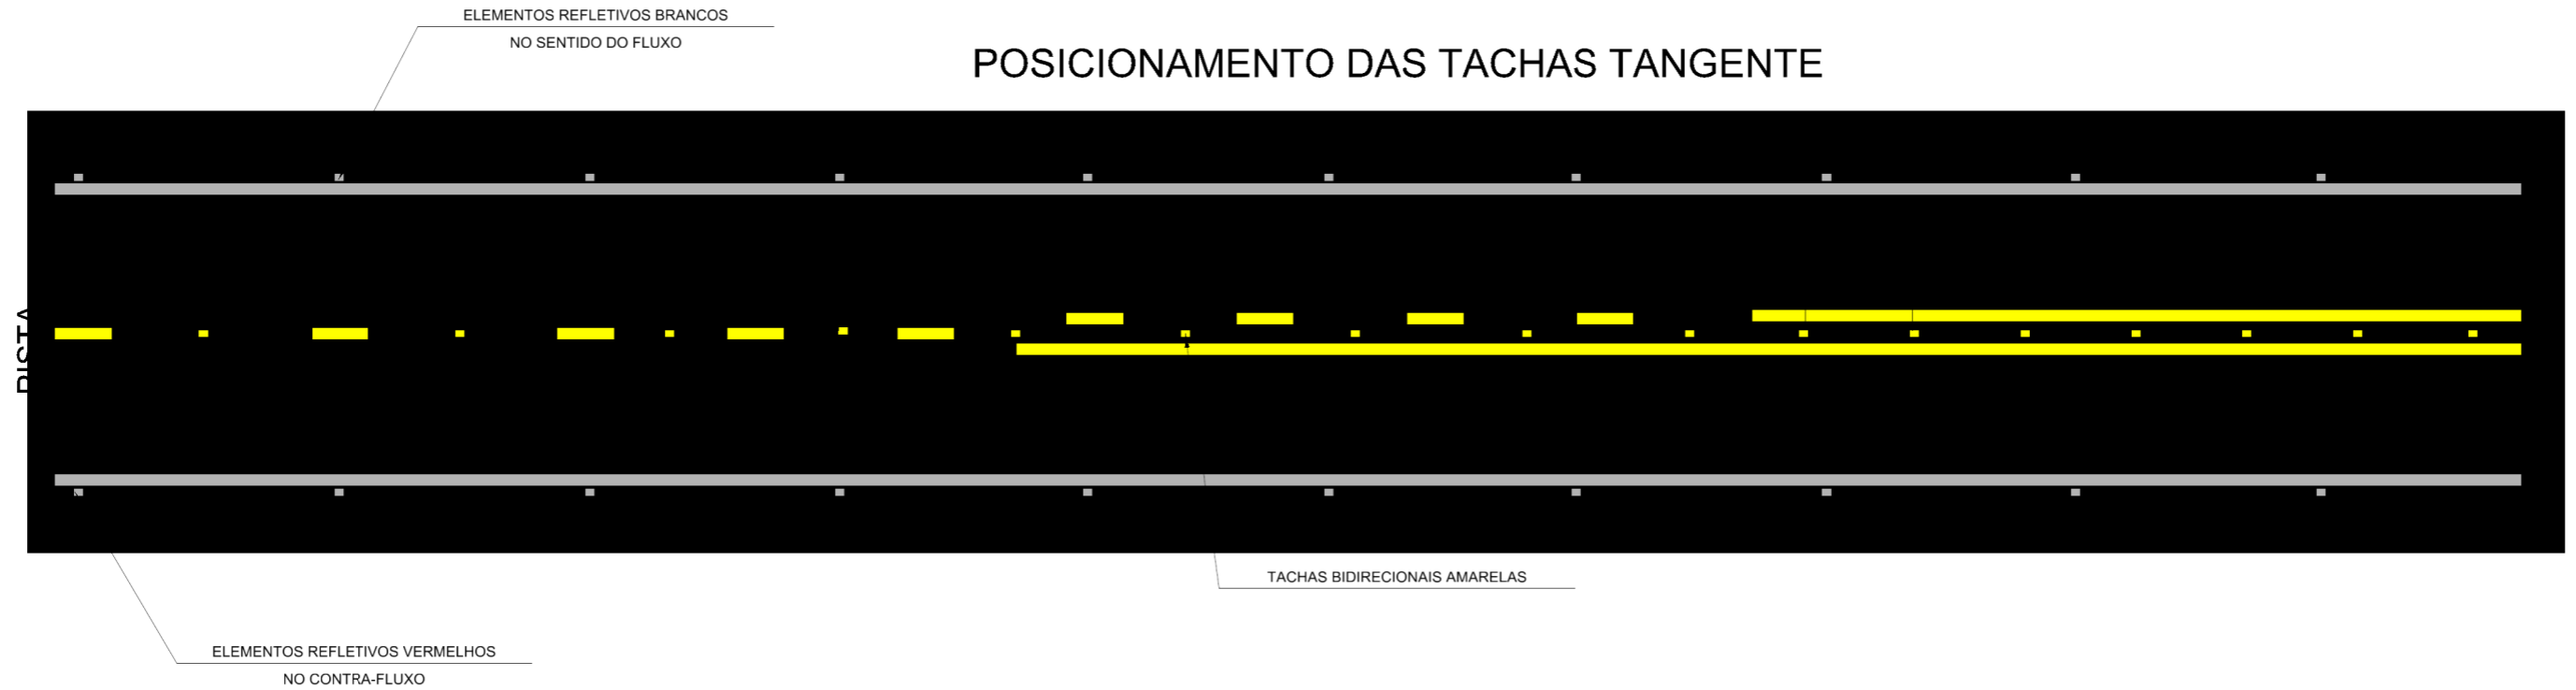 ELEMENTOS REFLETIVOS BRANCOS
NO SENTIDO DO FLUXO
POSICIONAMENTO DAS TACHAS TANGENTE
PISTA
TACHAS BIDIRECIONAIS AMARELAS
ELEMENTOS REFLETIVOS VERMELHOS
NO CONTRA-FLUXO